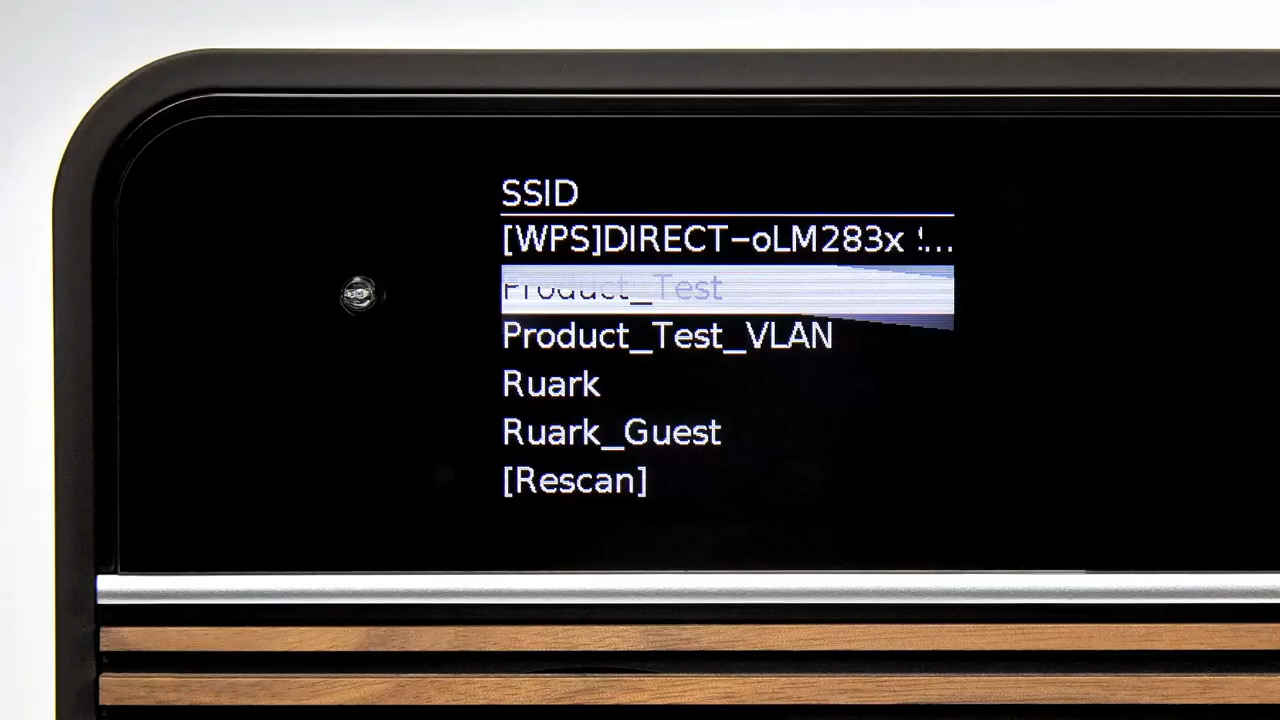 SSID
[WPS]DIRECT-oLM283x
Product_Test
Product_Test_VLAN
Ruark
Ruark_Guest
[Rescan]